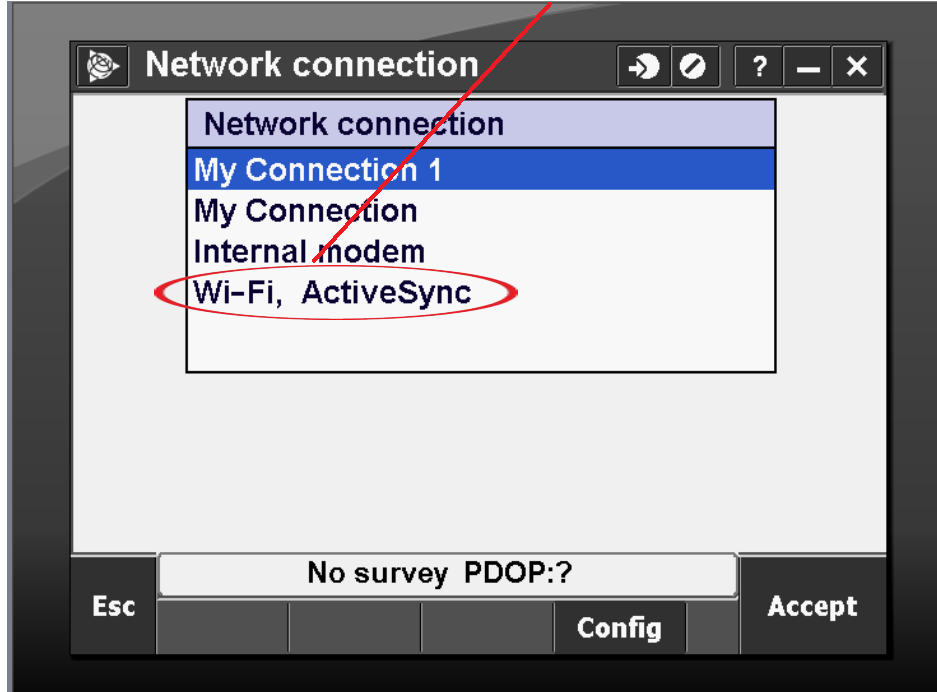 Network connection
?
Network connection
My Connection 1
My Connection
Internal modem
Wi-Fi, ActiveSync
No survey PDOP:?
Esc
Config
Accept